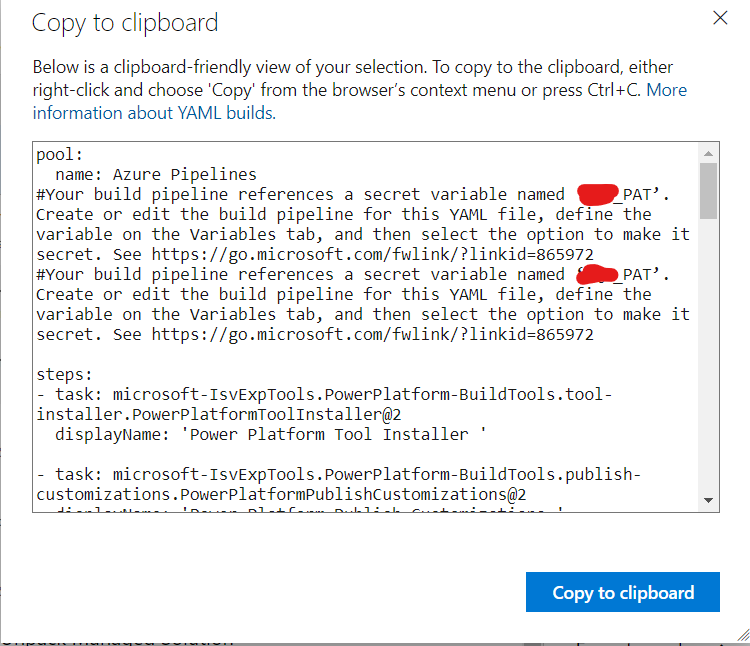 Copy to clipboard
Below is a clipboard-friendly view of your selection. To copy to the clipboard, either
right-click and choose 'Copy' from the browser’s context menu or press Ctrl+C. More
information about YAML builds.
pool:
  name: Azure Pipelines
#Your build pipeline references a secret variable named _PAT’.
Create or edit the build pipeline for this YAML file, define the
variable on the Variables tab, and then select the option to make it
secret. See https://go.microsoft.com/fwlink/?linkid=865972
#Your build pipeline references a secret variable named _PAT’.
Create or edit the build pipeline for this YAML file, define the
variable on the Variables tab, and then select the option to make it
secret. See https://go.microsoft.com/fwlink/?linkid=865972
steps:
- task: microsoft-IsvExpTools.PowerPlatform-BuildTools.tool-
installer.PowerPlatformToolInstaller@2
  displayName: 'Power Platform Tool Installer '
- task: microsoft-IsvExpTools.PowerPlatform-BuildTools.publish-
customizations.PowerPlatformPublishCustomizations@2
  displayName: 'Power Platform Publish Customizations '
Copy to clipboard